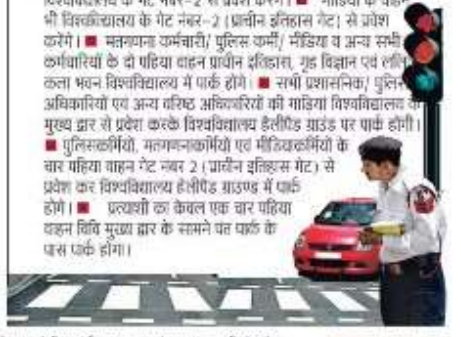 विश्वविद्यालय के गेट नंबर-2 से प्रवेश करेंगे। ■ मीडिया के वाहन
भी विश्वविद्यालय के गेट नंबर-2 (प्राचीन इतिहास गेट) से प्रवेश
करेंगे। ■ मतगणना कर्मचारी/ पुलिस कर्मी/ मीडिया व अन्य सभी
कर्मचारियों के दो पहिया वाहन प्राचीन इतिहास, गृह विज्ञान एवं ललि
कला भवन विश्वविद्यालय में पार्क होंगे। ■ सभी प्रशासनिक/ पुलिस
अधिकारियों एवं अन्य वरिष्ठ अधिकारियों की गाडिया विश्वविद्यालय के
मुख्य द्वार से प्रवेश करके विश्वविद्यालय हैलीपैड ग्राउंड पर पार्क होंगी।
■ पुलिसकर्मियों, मतगणनाकर्मियों एवं मीडियाकर्मियों के
चार पहिया वाहन गेट नंबर 2 (प्राचीन इतिहास गेट) से
प्रवेश कर विश्वविद्यालय हैलीपैड ग्राउण्ड में पार्क
होंगे। ■ प्रत्याशी का केवल एक चार पहिया
वाहन विवि मुख्य द्वार के सामने पंत पार्क के
पास पार्क होगा।